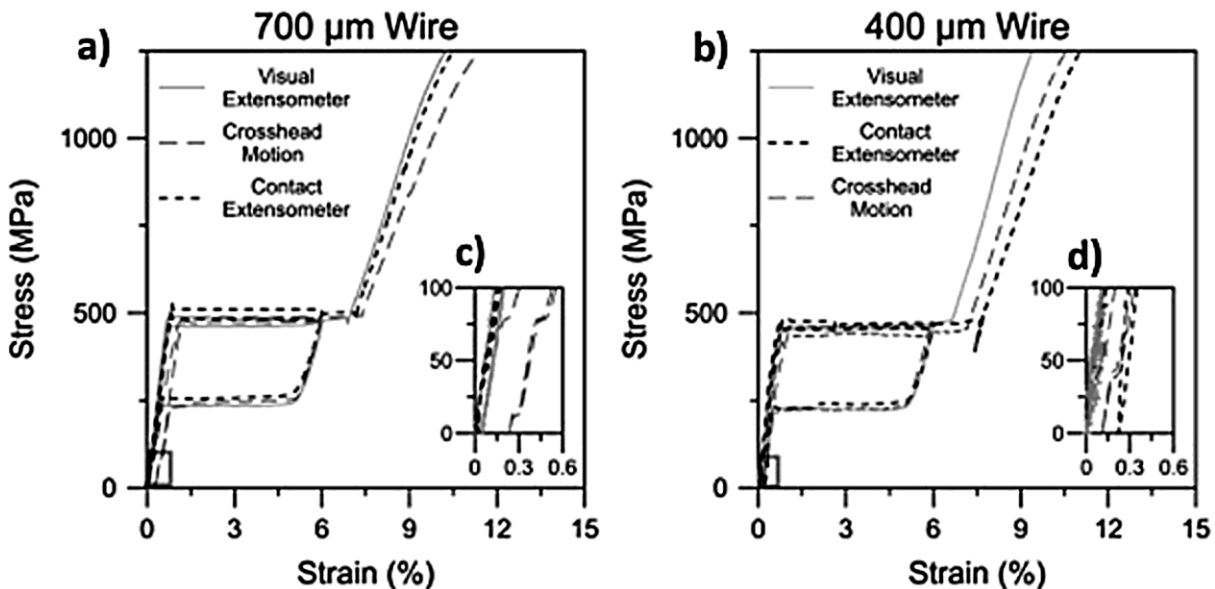 700 µm Wire
a)
Visual
Extensometer
Crosshead
Motion
Contact
Extensometer
1000
500
0
Stress (MPa)
0 3 6 9 12 15
Strain (%)
c)
100
50
0
0 0.3 0.6
400 µm Wire
b)
Visual
Extensometer
Contact
Extensometer
Crosshead
Motion
1000
500
0
Stress (MPa)
0 3 6 9 12 15
Strain (%)
d)
100
50
0
0 0.3 0.6